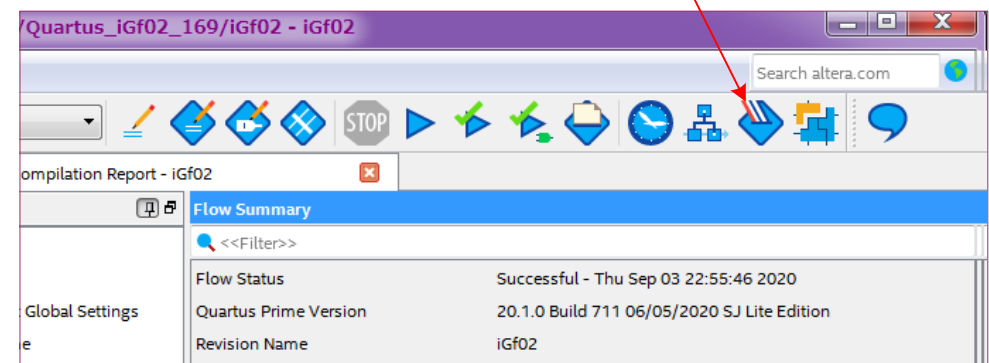 /Quartus_iGf02_169/iGf02 - iGf02
Search altera.com
STOP
ompilation Report - iGf02
Flow Summary
<<Filter>>
Flow Status Successful - Thu Sep 03 22:55:46 2020
Global Settings Quartus Prime Version 20.1.0 Build 711 06/05/2020 SJ Lite Edition
Revision Name iGf02